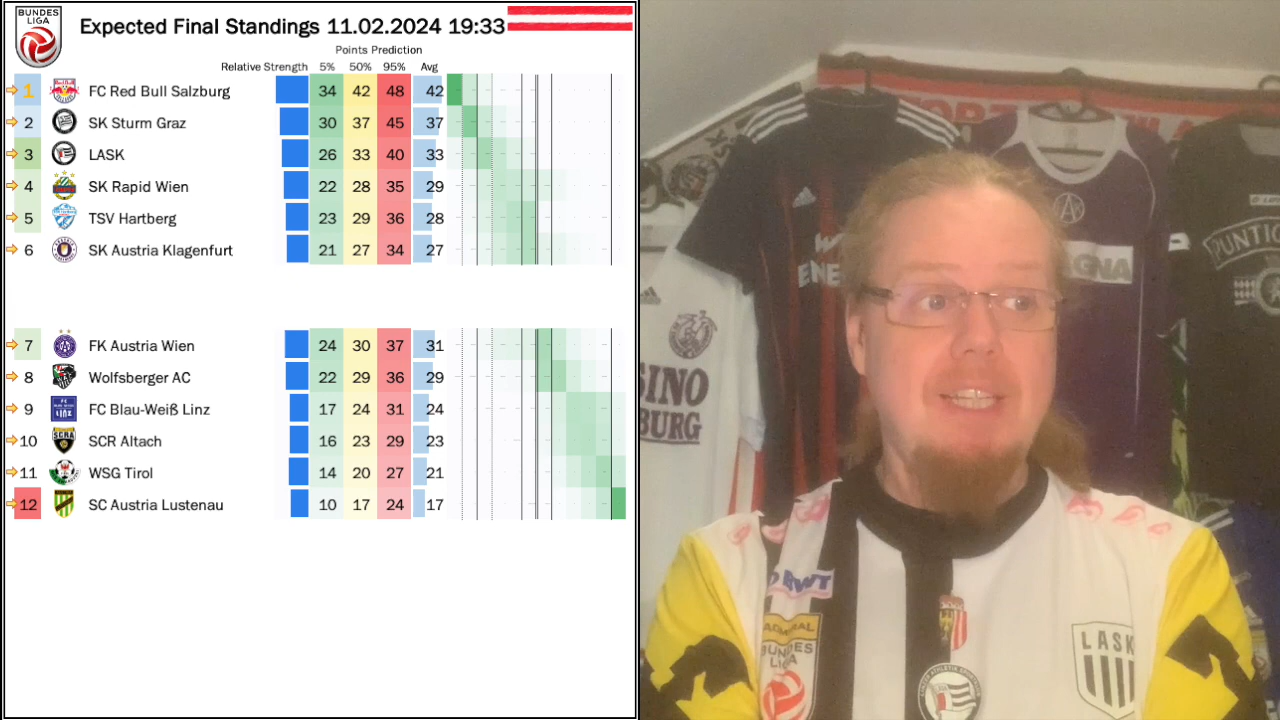 BUNDES
LIGA
Expected Final Standings 11.02.2024 19:33
Points Prediction
Relative Strength 5% 50% 95% Avg
1 FC Red Bull Salzburg 34 42 48 42
2 SK Sturm Graz 30 37 45 37
3 LASK 26 33 40 33
4 SK Rapid Wien 22 28 35 29
5 TSV Hartberg 23 29 36 28
6 SK Austria Klagenfurt 21 27 34 27
7 FK Austria Wien 24 30 37 31
8 Wolfsberger AC 22 29 36 29
9 FC Blau-Weiß Linz 17 24 31 24
10 SCR Altach 16 23 29 23
11 WSG Tirol 14 20 27 21
12 SC Austria Lustenau 10 17 24 17
PUNTIG
SINO
BURG
BUNDES
LIGA
LASK